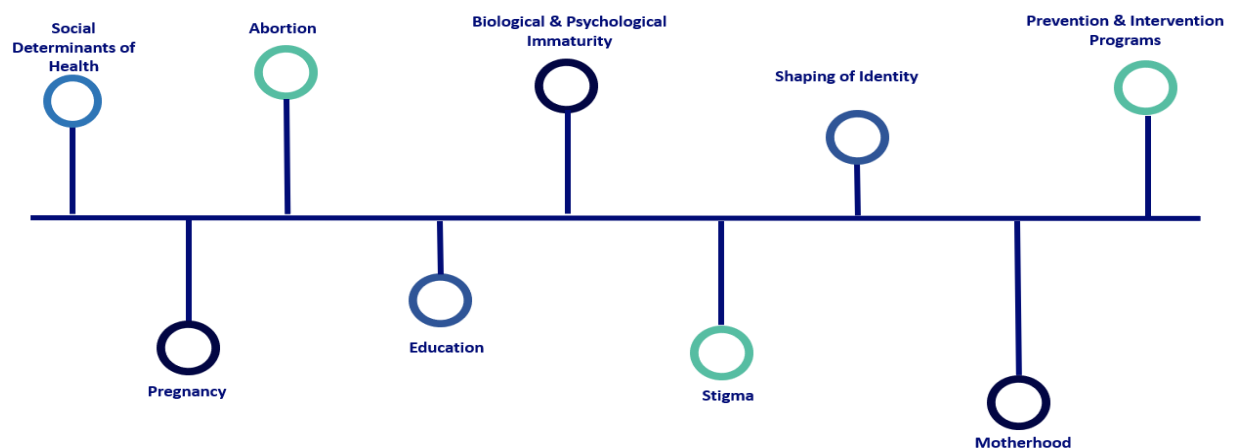 Social
Determinants of
Health
Pregnancy
Abortion
Education
Biological & Psychological
Immaturity
Stigma
Shaping of Identity
Motherhood
Prevention & Intervention
Programs